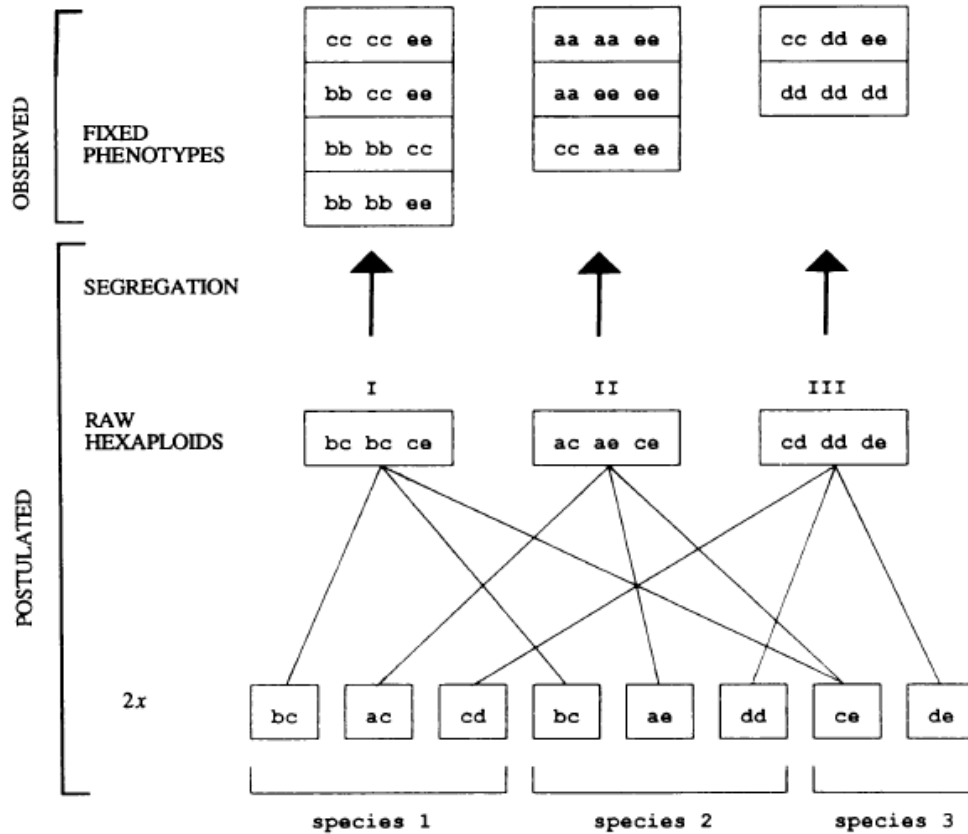 cc cc ee
aa aa ee
cc dd ee
bb cc ee
aa ee ee
dd dd dd
OBSERVED
FIXED
PHENOTYPES
bb bb cc
cc aa ee
bb bb ee
SEGREGATION
I
II
III
RAW
HEXAPLOIDS
bc bc ce
ac ae ce
cd dd de
POSTULATED
2x
bc
ac
cd
bc
ae
dd
ce
de
species 1
species 2
species 3